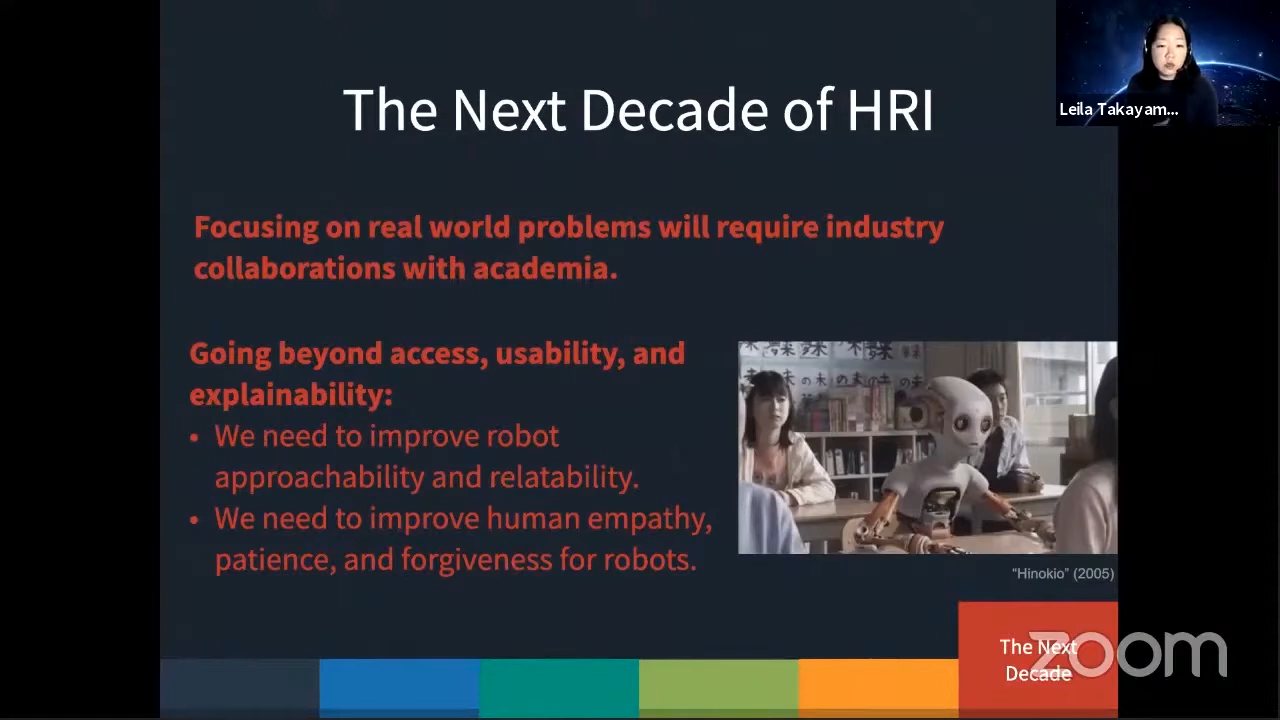 The Next Decade of HRI
Leila Takayam...
Focusing on real world problems will require industry
collaborations with academia.
Going beyond access, usability, and
explainability:
• We need to improve robot
approachability and relatability.
• We need to improve human empathy,
patience, and forgiveness for robots.
“Hinokio” (2005)
The Next
Decade
zoom